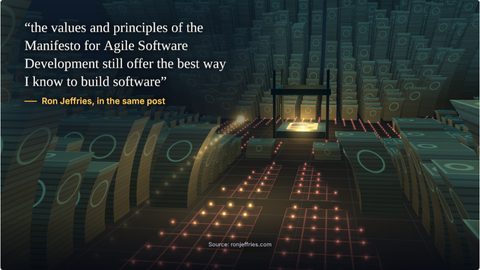 “the values and principles of the
Manifesto for Agile Software
Development still offer the best way
I know to build software”
— Ron Jeffries, in the same post
Source: ronjeffries.com